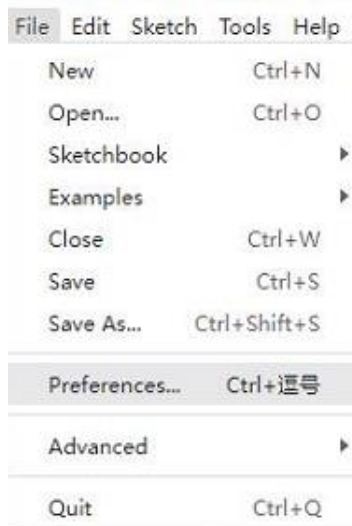 File Edit Sketch Tools Help
New Ctrl+N
Open... Ctrl+O
Sketchbook
Examples
Close Ctrl+W
Save Ctrl+S
Save As... Ctrl+Shift+S
Preferences... Ctrl+逗号
Advanced
Quit Ctrl+Q